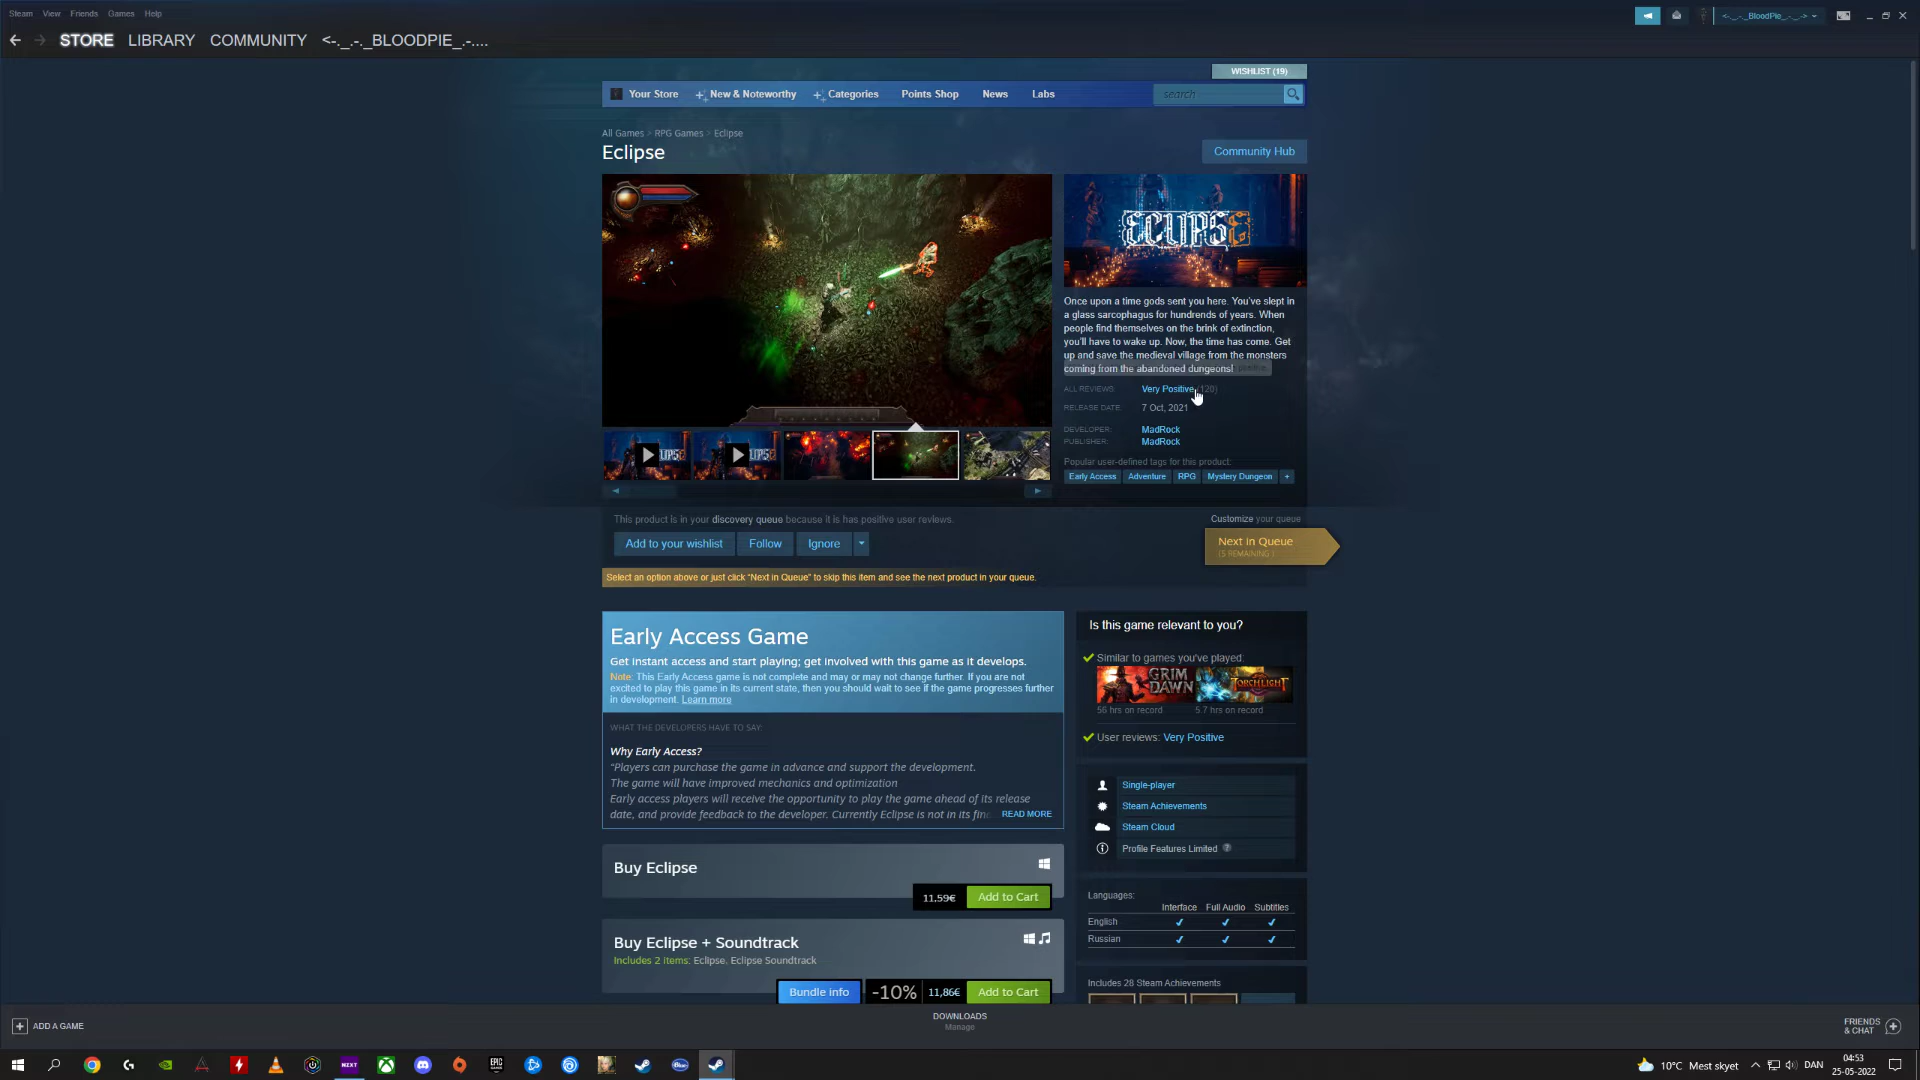 Steam View Friends Games Help
<-._.-._BloodPie_.-._->
STORE LIBRARY COMMUNITY <-._.-._BLOODPIE_.-....
WISHLIST (19)
Your Store New & Noteworthy Categories Points Shop News Labs search
All Games > RPG Games > Eclipse
Eclipse
Community Hub
Once upon a time gods sent you here. You've slept in
a glass sarcophagus for hundrends of years. When
people find themselves on the brink of extinction,
you'll have to wake up. Now, the time has come. Get
up and save the medieval village from the monsters
coming from the abandoned dungeons!
ALL REVIEWS: Very Positive (120)
RELEASE DATE: 7 Oct, 2021
DEVELOPER: MadRock
PUBLISHER: MadRock
Popular user-defined tags for this product:
Early Access Adventure RPG Mystery Dungeon +
This product is in your discovery queue because it is has positive user reviews.
Customize your queue
Add to your wishlist Follow Ignore
Next in Queue
(5 REMAINING )
Select an option above or just click "Next in Queue" to skip this item and see the next product in your queue.
Early Access Game
Get instant access and start playing; get involved with this game as it develops.
Note: This Early Access game is not complete and may or may not change further. If you are not
excited to play this game in its current state, then you should wait to see if the game progresses further
in development. Learn more
WHAT THE DEVELOPERS HAVE TO SAY:
Why Early Access?
"Players can purchase the game in advance and support the development.
The game will have improved mechanics and optimization
Early access players will receive the opportunity to play the game ahead of its release
date, and provide feedback to the developer. Currently Eclipse is not in its fin
READ MORE
Is this game relevant to you?
Similar to games you've played:
GRIM DAWN TORCHLIGHT
56 hrs on record 5.7 hrs on record
User reviews: Very Positive
Single-player
Steam Achievements
Steam Cloud
Profile Features Limited ?
Buy Eclipse
11,59€ Add to Cart
Buy Eclipse + Soundtrack
Includes 2 items: Eclipse, Eclipse Soundtrack
Bundle info -10% 11,86€ Add to Cart
Languages:
Interface Full Audio Subtitles
English ✔ ✔ ✔
Russian ✔ ✔ ✔
Includes 28 Steam Achievements
ADD A GAME
DOWNLOADS
Manage
FRIENDS
& CHAT
NZXT
EPIC GAMES
10°C Mest skyet DAN
04:53
25-05-2022